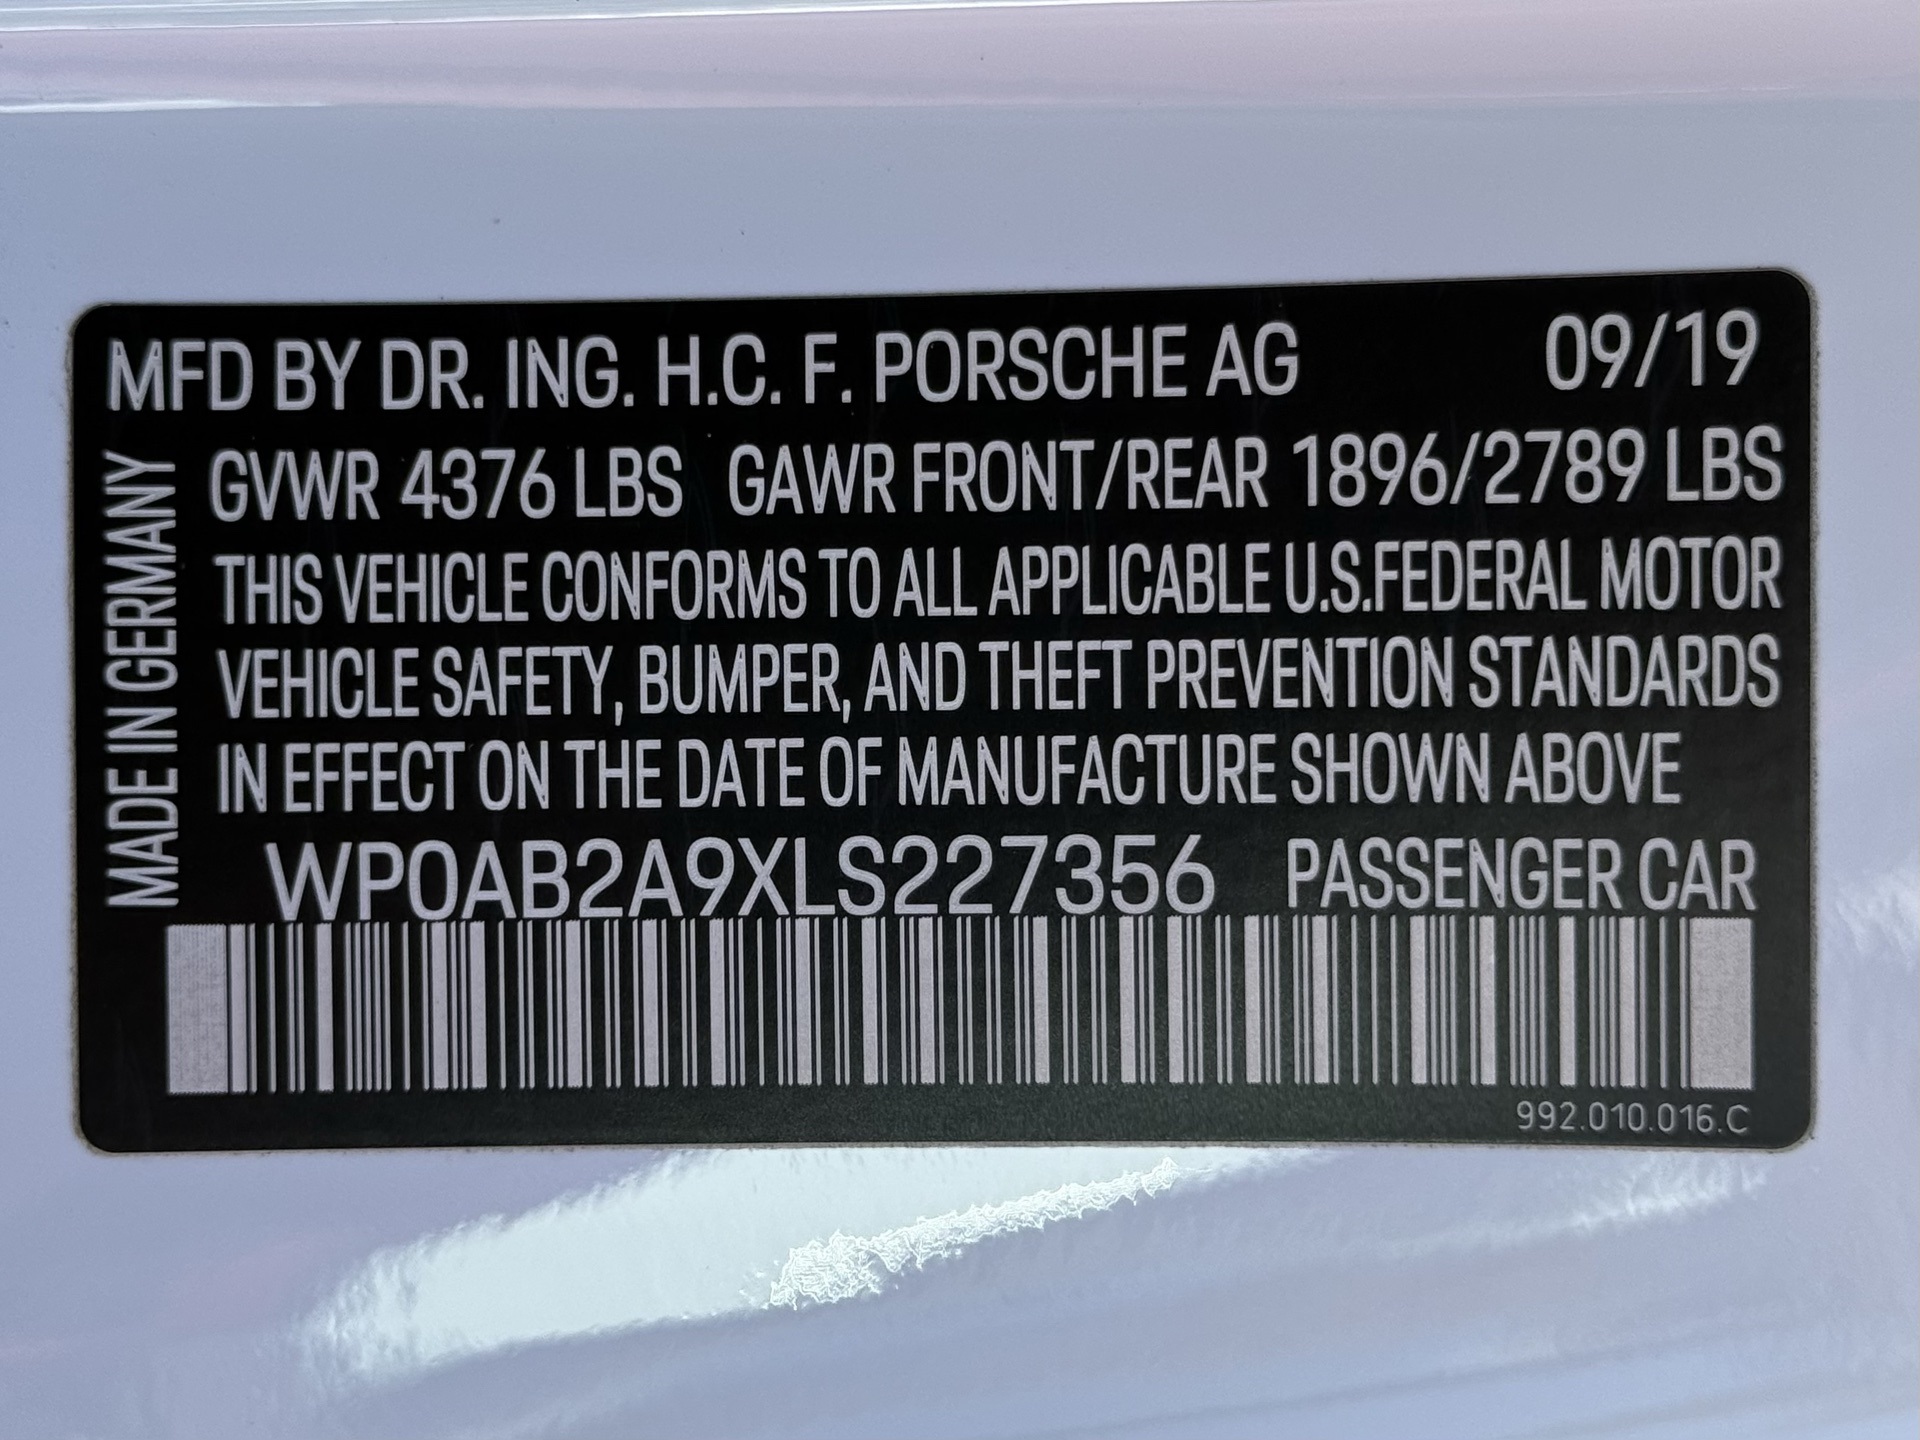 MFD BY DR. ING. H.C. F. PORSCHE AG 09/19
GVWR 4376 LBS GAWR FRONT/REAR 1896/2789 LBS
THIS VEHICLE CONFORMS TO ALL APPLICABLE U.S.FEDERAL MOTOR
VEHICLE SAFETY, BUMPER, AND THEFT PREVENTION STANDARDS
IN EFFECT ON THE DATE OF MANUFACTURE SHOWN ABOVE
WP0AB2A9XLS227356 PASSENGER CAR
992.010.016.C
MADE IN GERMANY